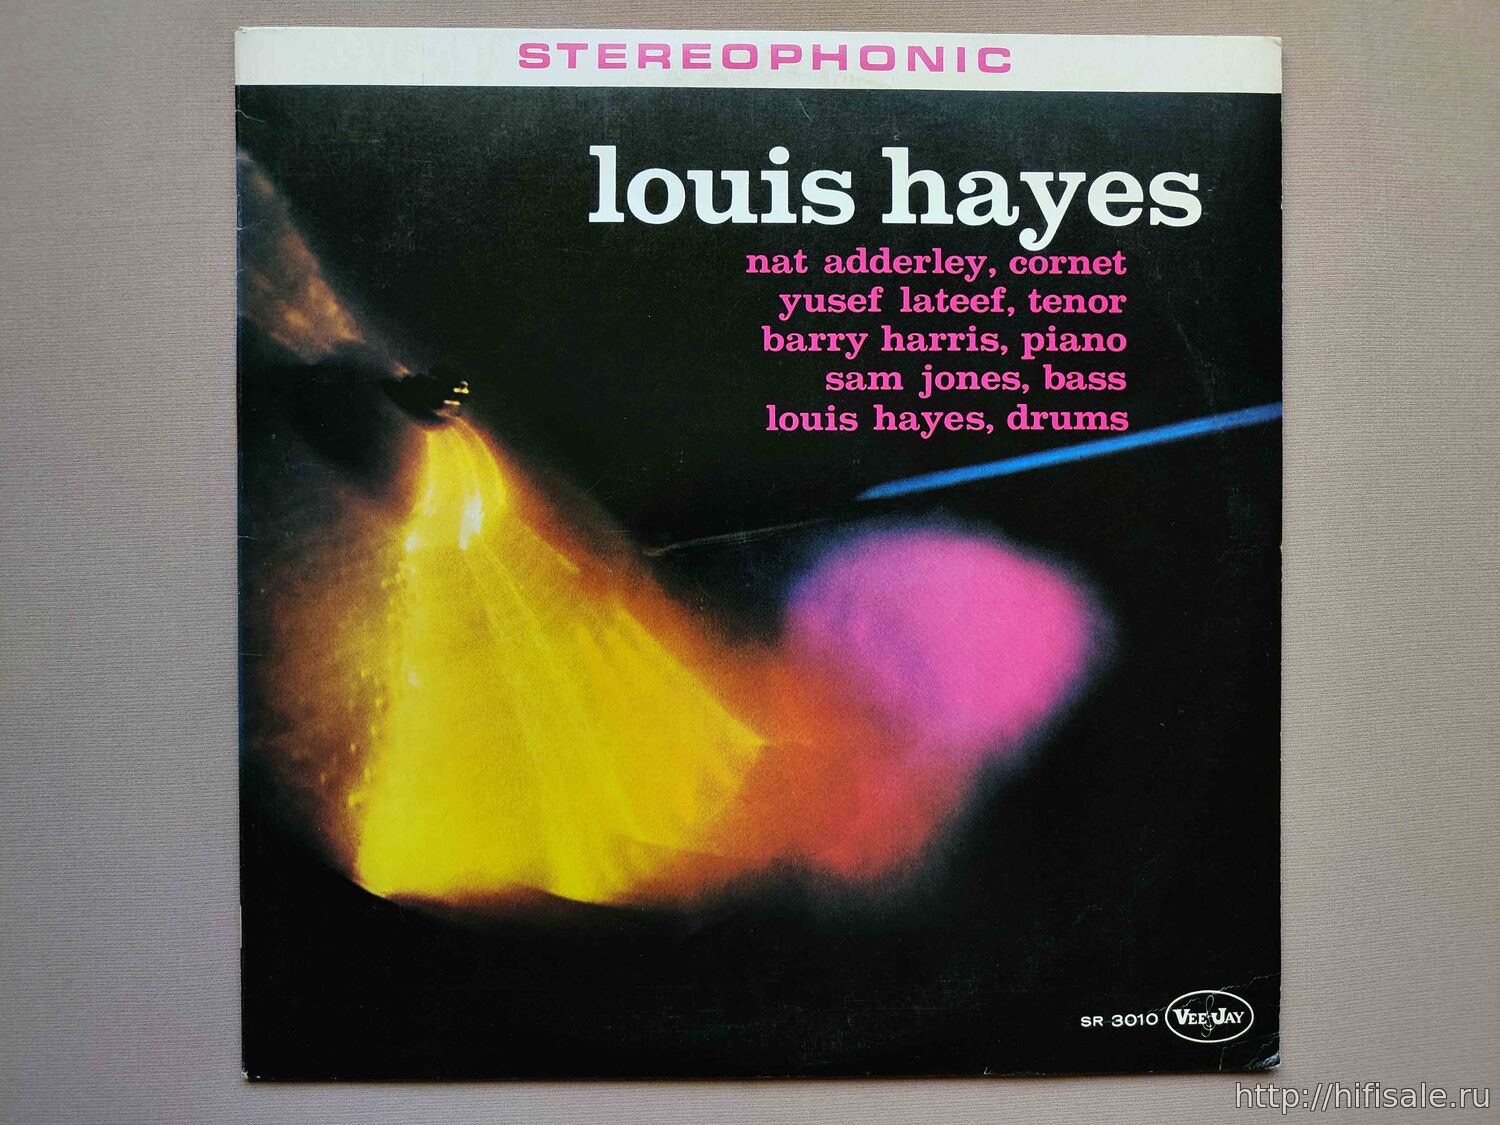 STEREOPHONIC
louis hayes
nat adderley, cornet
yusef lateef, tenor
barry harris, piano
sam jones, bass
louis hayes, drums
SR 3010 VEE JAY
http://hifisale.ru